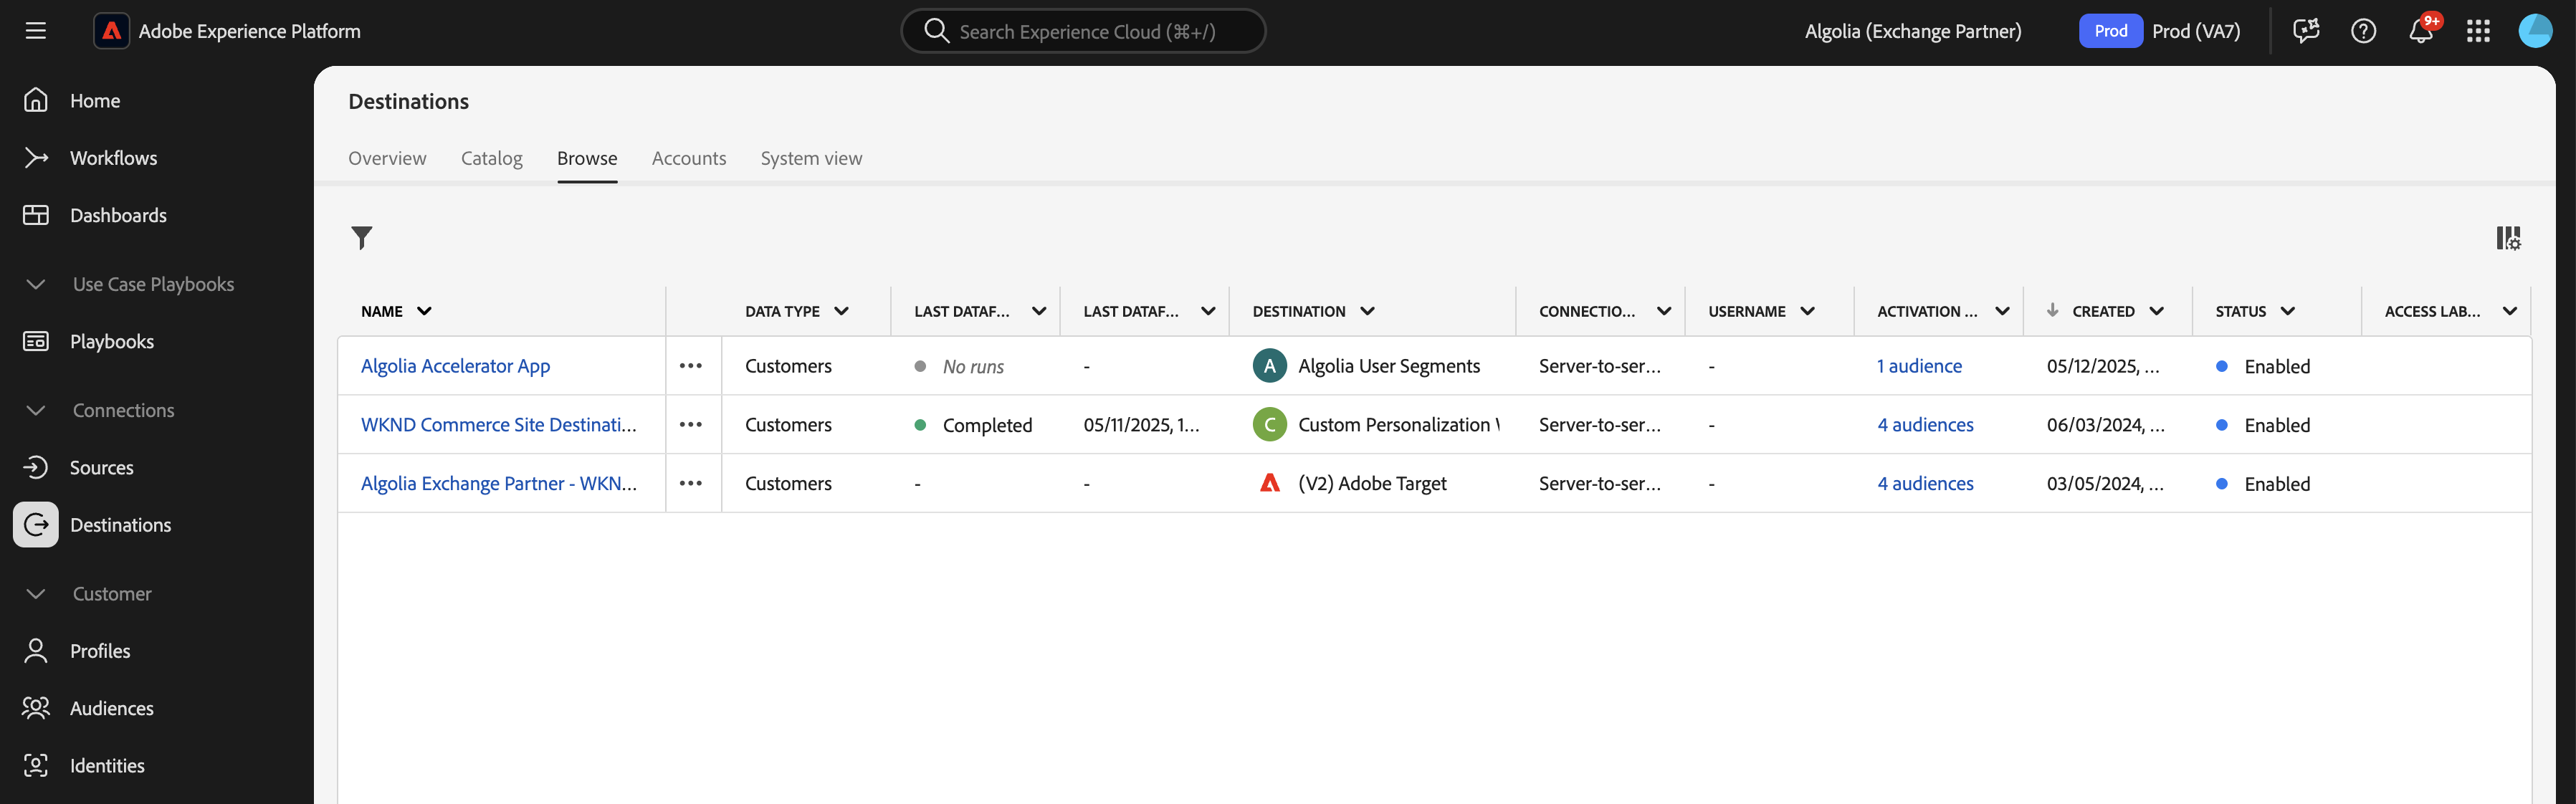 Adobe Experience Platform
Search Experience Cloud (⌘+/)
Algolia (Exchange Partner)
Prod
Prod (VA7)
9+
Home
Workflows
Dashboards
Use Case Playbooks
Playbooks
Connections
Sources
Destinations
Customer
Profiles
Audiences
Identities
Destinations
Overview Catalog Browse Accounts System view
NAME DATA TYPE LAST DATAF... LAST DATAF... DESTINATION CONNECTIO... USERNAME ACTIVATION ... CREATED STATUS ACCESS LAB...
Algolia Accelerator App ••• Customers No runs - A Algolia User Segments Server-to-ser... - 1 audience 05/12/2025, ... Enabled
WKND Commerce Site Destinati... ••• Customers Completed 05/11/2025, 1... C Custom Personalization Server-to-ser... - 4 audiences 06/03/2024, ... Enabled
Algolia Exchange Partner - WKN... ••• Customers - - (V2) Adobe Target Server-to-ser... - 4 audiences 03/05/2024, ... Enabled